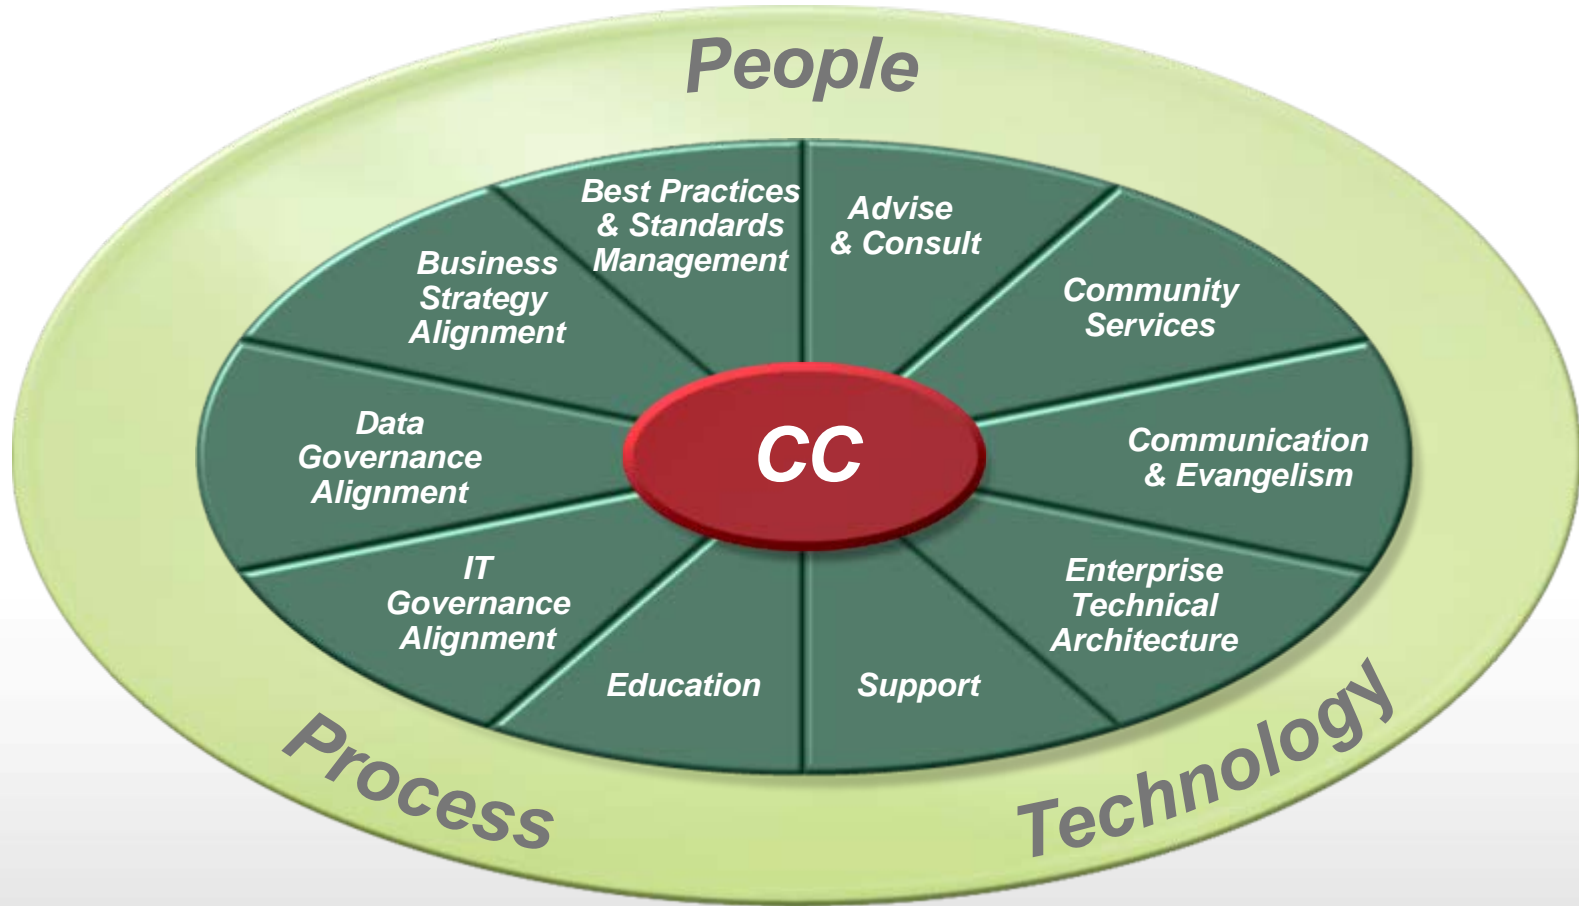 People
Best Practices
& Standards
Management
Advise
& Consult
Business
Strategy
Alignment
Community
Services
Data
Governance
Alignment
CC
Communication
& Evangelism
IT
Governance
Alignment
Enterprise
Technical
Architecture
Education
Support
Process
Technology